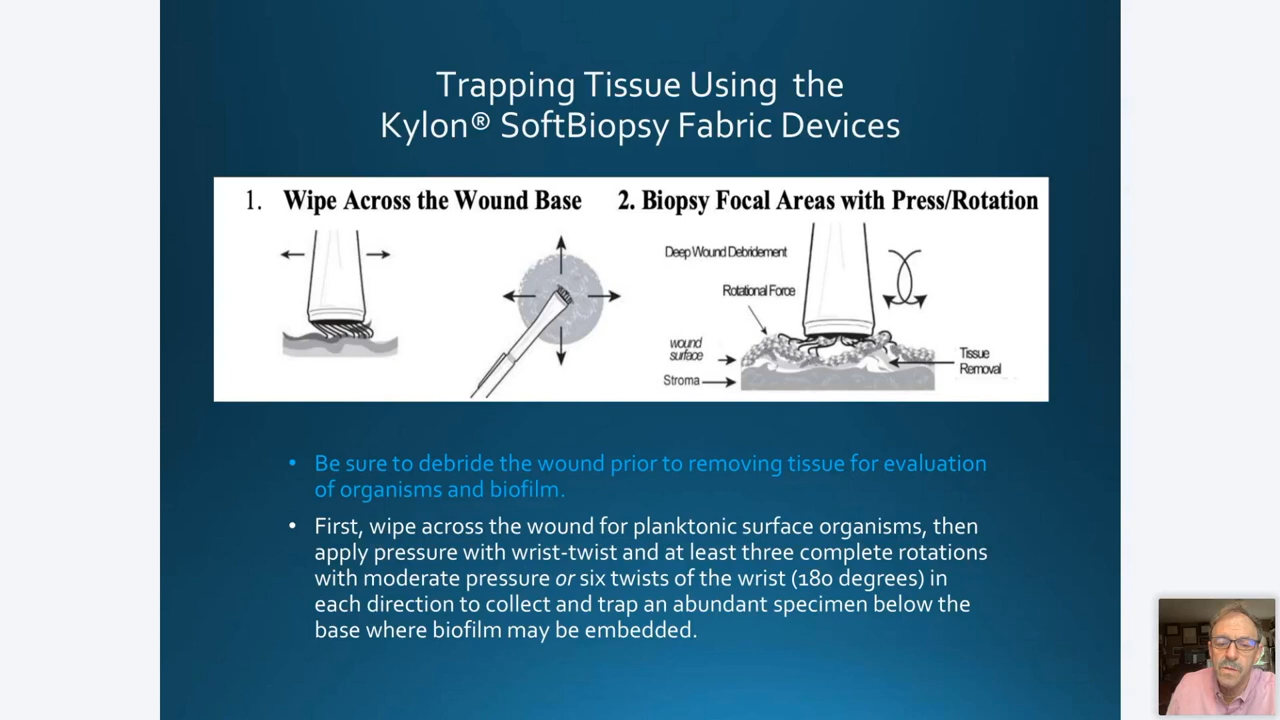 Trapping Tissue Using the
Kylon® SoftBiopsy Fabric Devices
1. Wipe Across the Wound Base
2. Biopsy Focal Areas with Press/Rotation
Deep Wound Debridement
Rotational Force
wound
surface
Stroma
Tissue
Removal
• Be sure to debride the wound prior to removing tissue for evaluation
of organisms and biofilm.
• First, wipe across the wound for planktonic surface organisms, then
apply pressure with wrist-twist and at least three complete rotations
with moderate pressure or six twists of the wrist (180 degrees) in
each direction to collect and trap an abundant specimen below the
base where biofilm may be embedded.